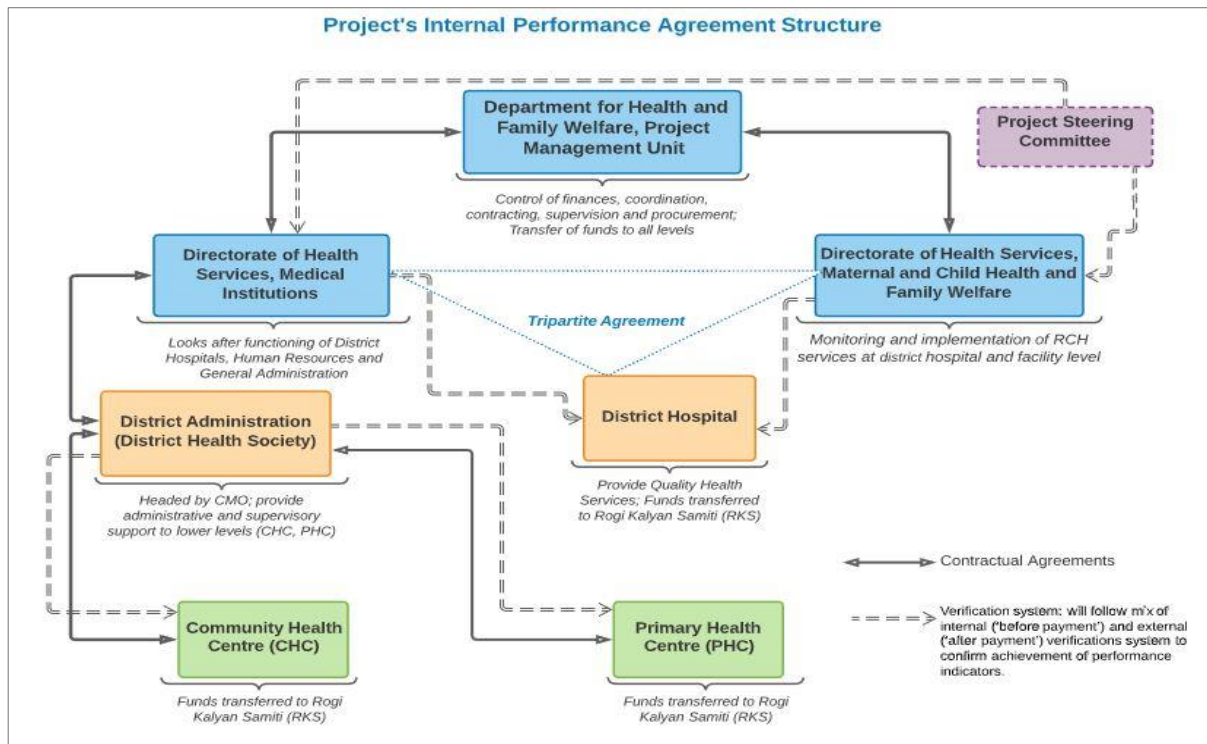 Project's Internal Performance Agreement Structure
Department for Health and
Family Welfare, Project
Management Unit
Project Steering
Committee
Control of finances, coordination,
contracting, supervision and procurement;
Transfer of funds to all levels
Directorate of Health
Services, Medical
Institutions
Directorate of Health Services,
Maternal and Child Health and
Family Welfare
Tripartite Agreement
Looks after functioning of District
Hospitals, Human Resources and
General Administration
Monitoring and implementation of RCH
services at district hospital and facility level
District Administration
(District Health Society)
District Hospital
Headed by CMO; provide
administrative and supervisory
support to lower levels (CHC, PHC)
Provide Quality Health
Services; Funds transferred
to Rogi Kalyan Samiti (RKS)
Contractual Agreements
Verification system: will follow mix of
internal ('before payment') and external
('after payment') verifications system to
confirm achievement of performance
indicators.
Community Health
Centre (CHC)
Primary Health
Centre (PHC)
Funds transferred to Rogi
Kalyan Samiti (RKS)
Funds transferred to Rogi
Kalyan Samiti (RKS)